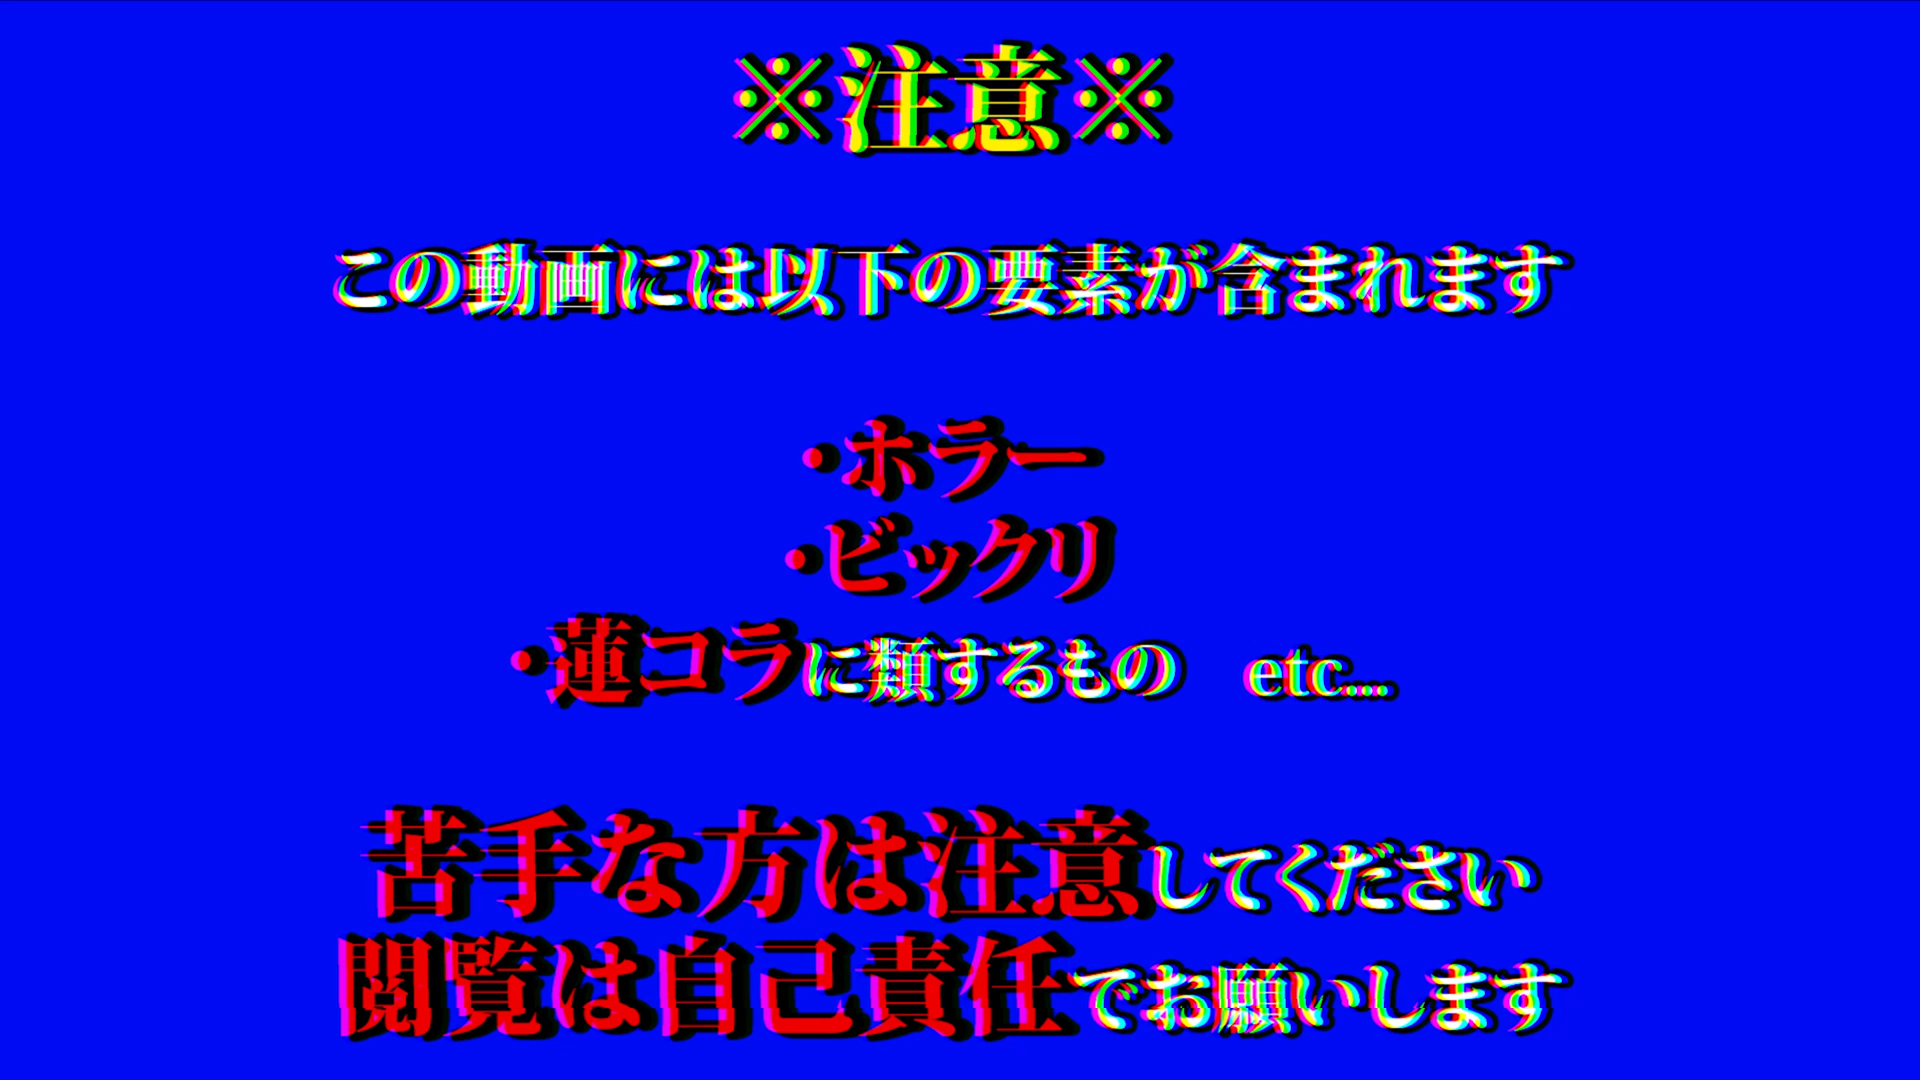 ※注意※
この動画には以下の要素が含まれます
・ホラー
・ビックリ
・蓮コラに類するもの　etc....
苦手な方は注意してください
閲覧は自己責任でお願いします